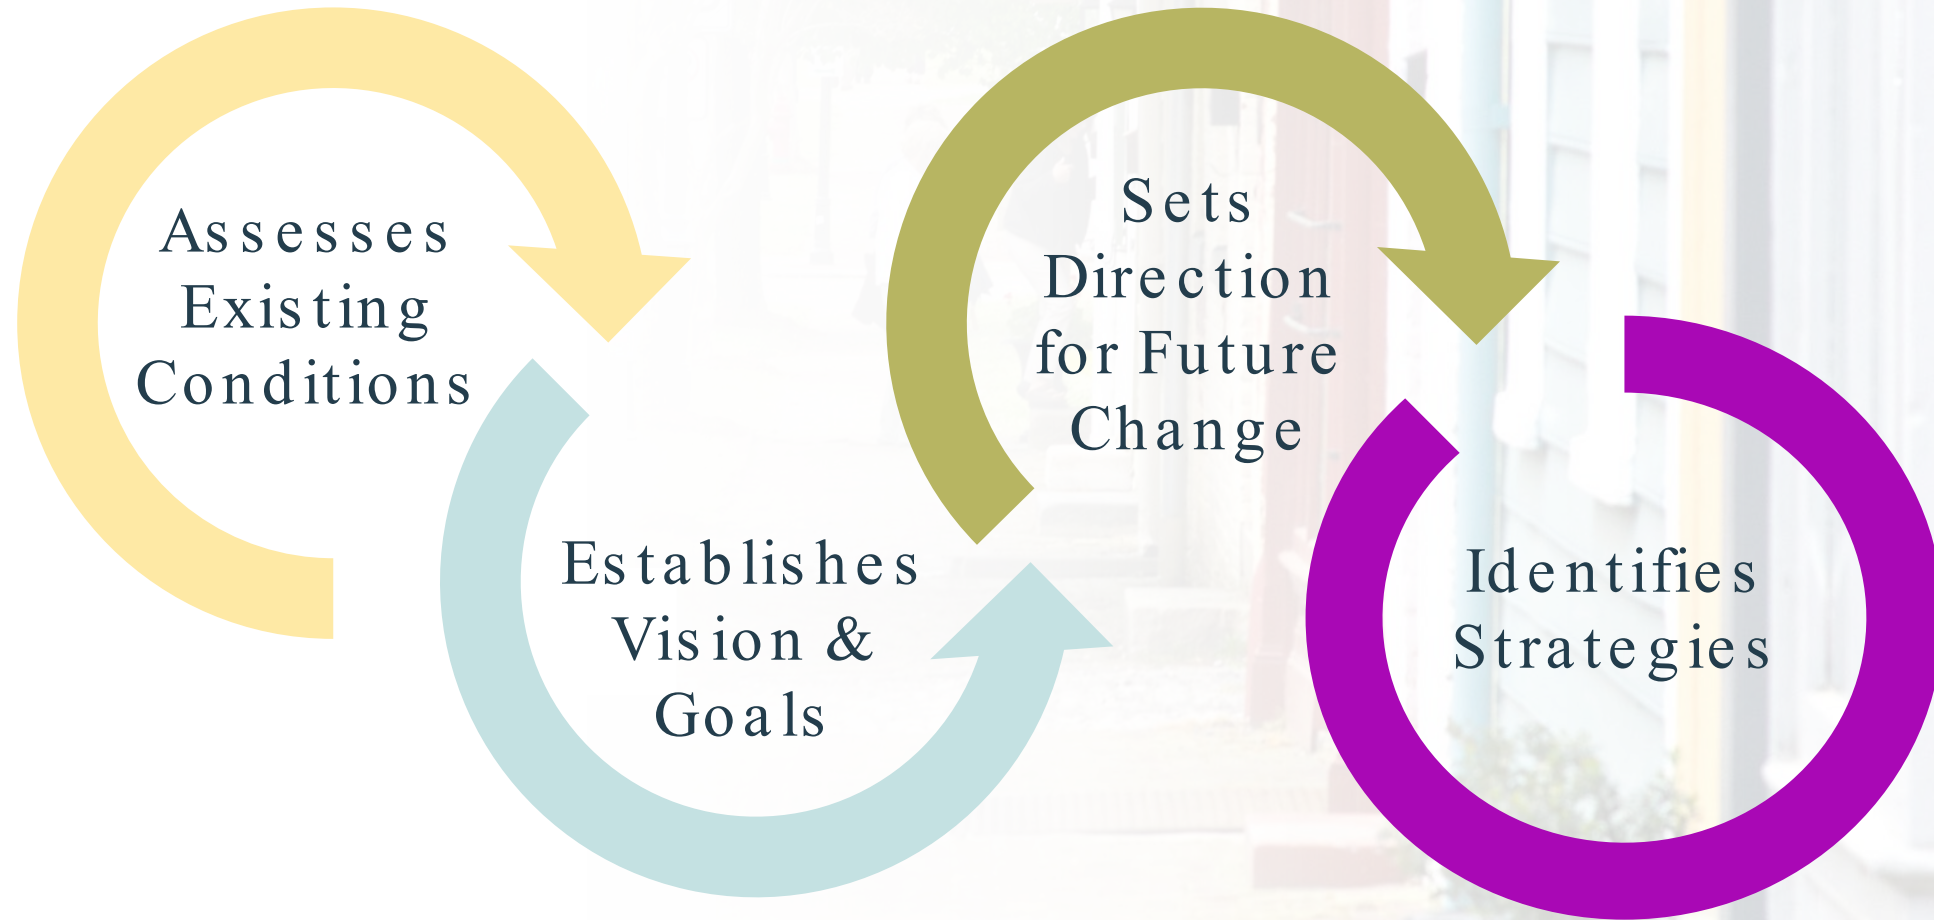 Assesses
Existing
Conditions
Establishes
Vision &
Goals
Sets
Direction
for Future
Change
Identifies
Strategies